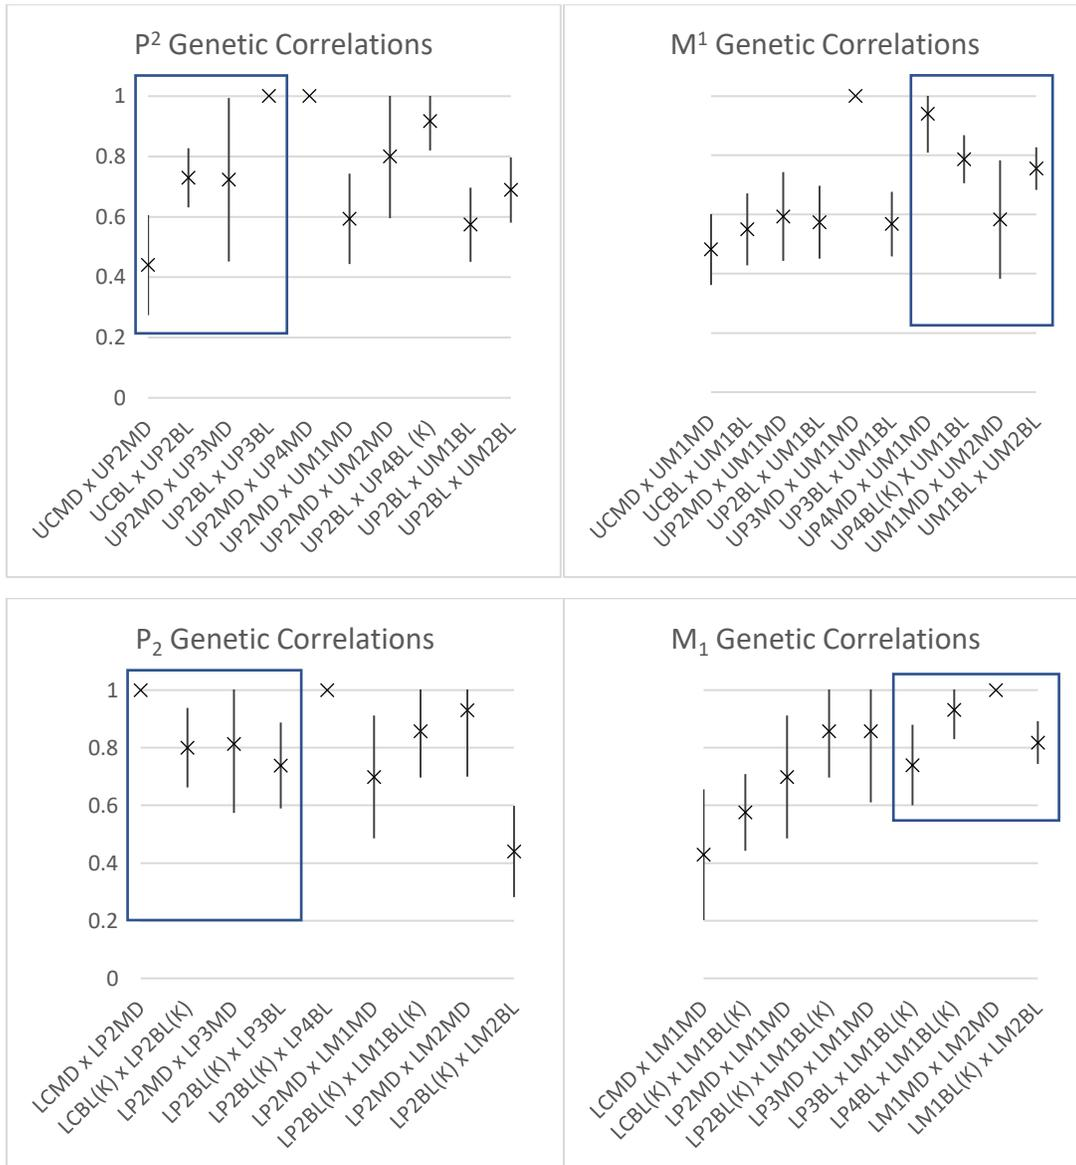 P² Genetic Correlations
1
0.8
0.6
0.4
0.2
0
UCMD x UP2MD
UCBL x UP2BL
UP2MD x UP3MD
UP2BL x UP3BL
UP2MD x UP4MD
UP2MD x UM1MD
UP2MD x UM2MD
UP2BL x UP4BL (K)
UP2BL x UM1BL
UP2BL x UM2BL
M¹ Genetic Correlations
UCMD x UM1MD
UCBL x UM1BL
UP2MD x UM1MD
UP2BL x UM1BL
UP3MD x UM1MD
UP3BL x UM1BL
UP4MD x UM1MD
UP4BL(K) x UM1BL
UM1MD x UM2MD
UM1BL x UM2BL
P₂ Genetic Correlations
1
0.8
0.6
0.4
0.2
0
LCMD x LP2MD
LCBL(K) x LP2BL(K)
LP2MD x LP3MD
LP2BL(K) x LP3BL
LP2BL(K) x LP4BL
LP2MD x LM1MD
LP2BL(K) x LM1BL(K)
LP2MD x LM2MD
LP2BL(K) x LM2BL
M₁ Genetic Correlations
LCMD x LM1MD
LCBL(K) x LM1BL(K)
LP2MD x LM1MD
LP2BL(K) x LM1BL(K)
LP3MD x LM1MD
LP3BL x LM1BL(K)
LP4BL x LM1BL(K)
LM1MD x LM2MD
LM1BL(K) x LM2BL